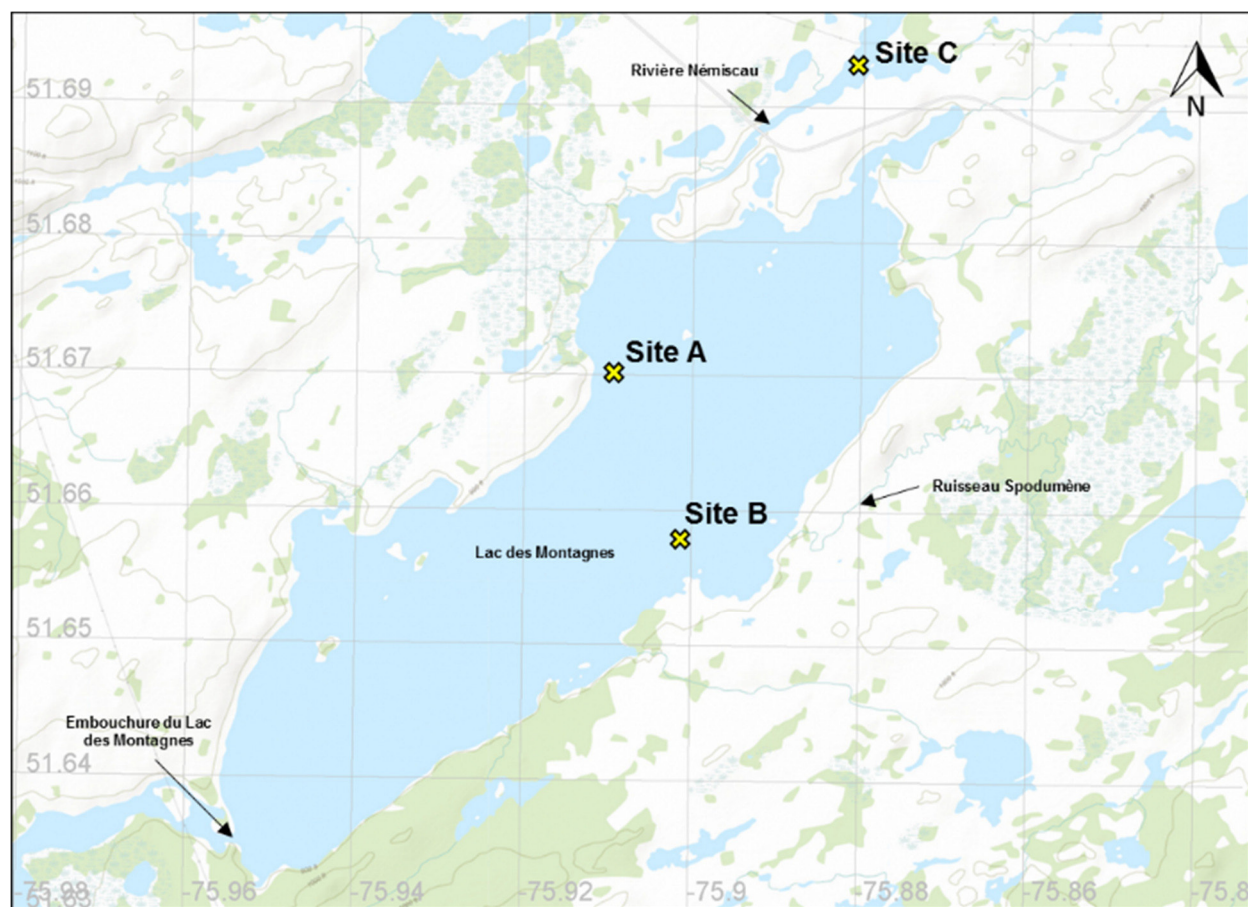 Site C
Rivière Némiscau
N
51.69
51.68
Site A
51.67
51.66
Ruisseau Spodumène
Site B
Lac des Montagnes
51.65
Embouchure du Lac
des Montagnes
51.64
-75.98
-75.96
-75.94
-75.92
-75.9
-75.88
-75.86